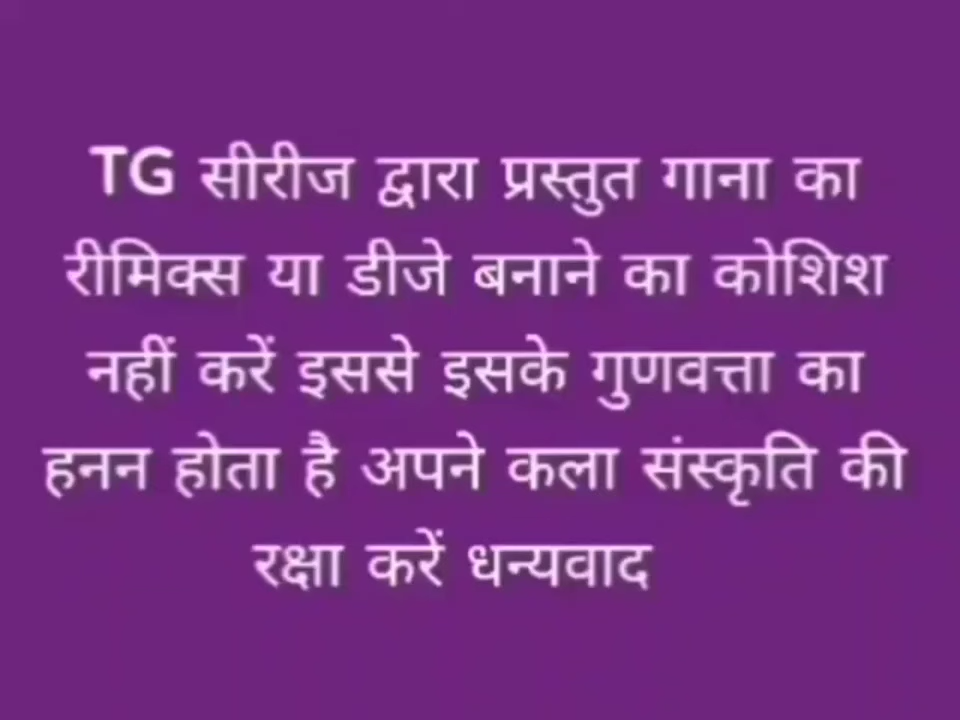 TG सीरीज द्वारा प्रस्तुत गाना का
रीमिक्स या डीजे बनाने का कोशिश
नहीं करें इससे इसके गुणवत्ता का
हनन होता है अपने कला संस्कृति की
रक्षा करें धन्यवाद